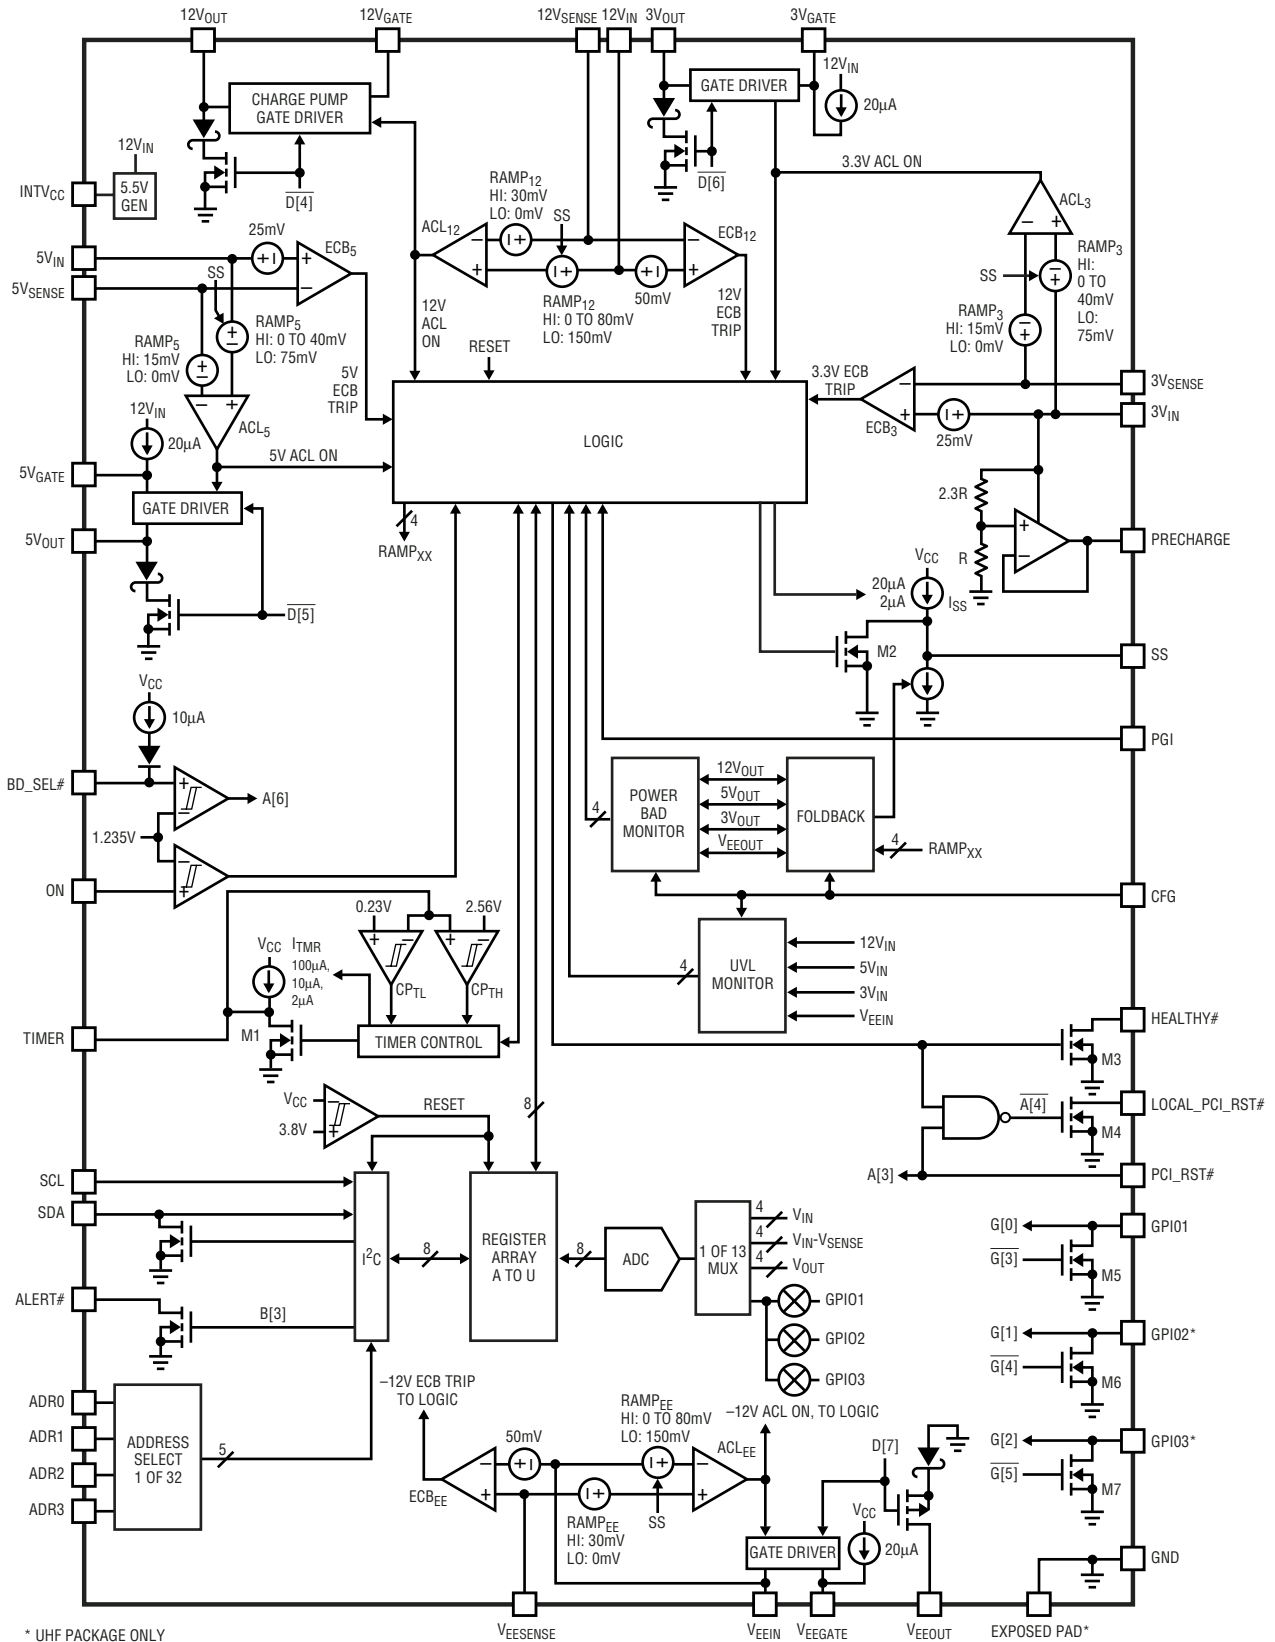 12VOUT
12VGATE
12VSENSE
12VIN
3VOUT
3VGATE
CHARGE PUMP
GATE DRIVER
D[4]
GATE DRIVER
12VIN
20µA
D[6]
3.3V ACL ON
INTVCC
12VIN
5.5V
GEN
5VIN
5VSENSE
25mV
ECB5
SS
RAMP5
HI: 0 TO 40mV
LO: 75mV
RAMP5
HI: 15mV
LO: 0mV
ACL5
5V
ECB
TRIP
12VIN
20µA
5V ACL ON
5VGATE
GATE DRIVER
5VOUT
D[5]
ACL12
RAMP12
HI: 30mV
LO: 0mV
SS
ECB12
RAMP12
HI: 0 TO 80mV
LO: 150mV
50mV
12V
ACL
ON
12V
ECB
TRIP
RESET
LOGIC
4
RAMPXX
ACL3
RAMP3
HI:
0 TO
40mV
LO:
75mV
SS
RAMP3
HI: 15mV
LO: 0mV
3.3V ECB
TRIP
ECB3
25mV
3VSENSE
3VIN
2.3R
R
PRECHARGE
VCC
20µA
2µA
ISS
M2
SS
PGI
VCC
10µA
BD_SEL#
A[6]
1.235V
ON
POWER
BAD
MONITOR
4
12VOUT
5VOUT
3VOUT
VEEOUT
FOLDBACK
4
RAMPXX
CFG
UVL
MONITOR
4
12VIN
5VIN
3VIN
VEEIN
0.23V
2.56V
CPTL
CPTH
VCC
ITMR
100µA,
10µA,
2µA
M1
TIMER
TIMER CONTROL
HEALTHY#
M3
A[4]
LOCAL_PCI_RST#
M4
A[3]
PCI_RST#
VCC
3.8V
RESET
8
SCL
SDA
ALERT#
B[3]
I2C
8
REGISTER
ARRAY
A TO U
8
ADC
1 OF 13
MUX
4
VIN
4
VIN-VSENSE
4
VOUT
GPIO1
GPIO2
GPIO3
G[0]
GPIO1
G[3]
M5
G[1]
GPIO2*
G[4]
M6
G[2]
GPIO3*
G[5]
M7
ADR0
ADR1
ADR2
ADR3
ADDRESS
SELECT
1 OF 32
5
–12V ECB TRIP
TO LOGIC
50mV
ECBEE
RAMPEE
HI: 0 TO 80mV
LO: 150mV
RAMPEE
HI: 30mV
LO: 0mV
SS
ACLEE
–12V ACL ON, TO LOGIC
D[7]
VCC
20µA
GATE DRIVER
GND
VEESENSE
VEEIN
VEEGATE
VEEOUT
EXPOSED PAD*
* UHF PACKAGE ONLY